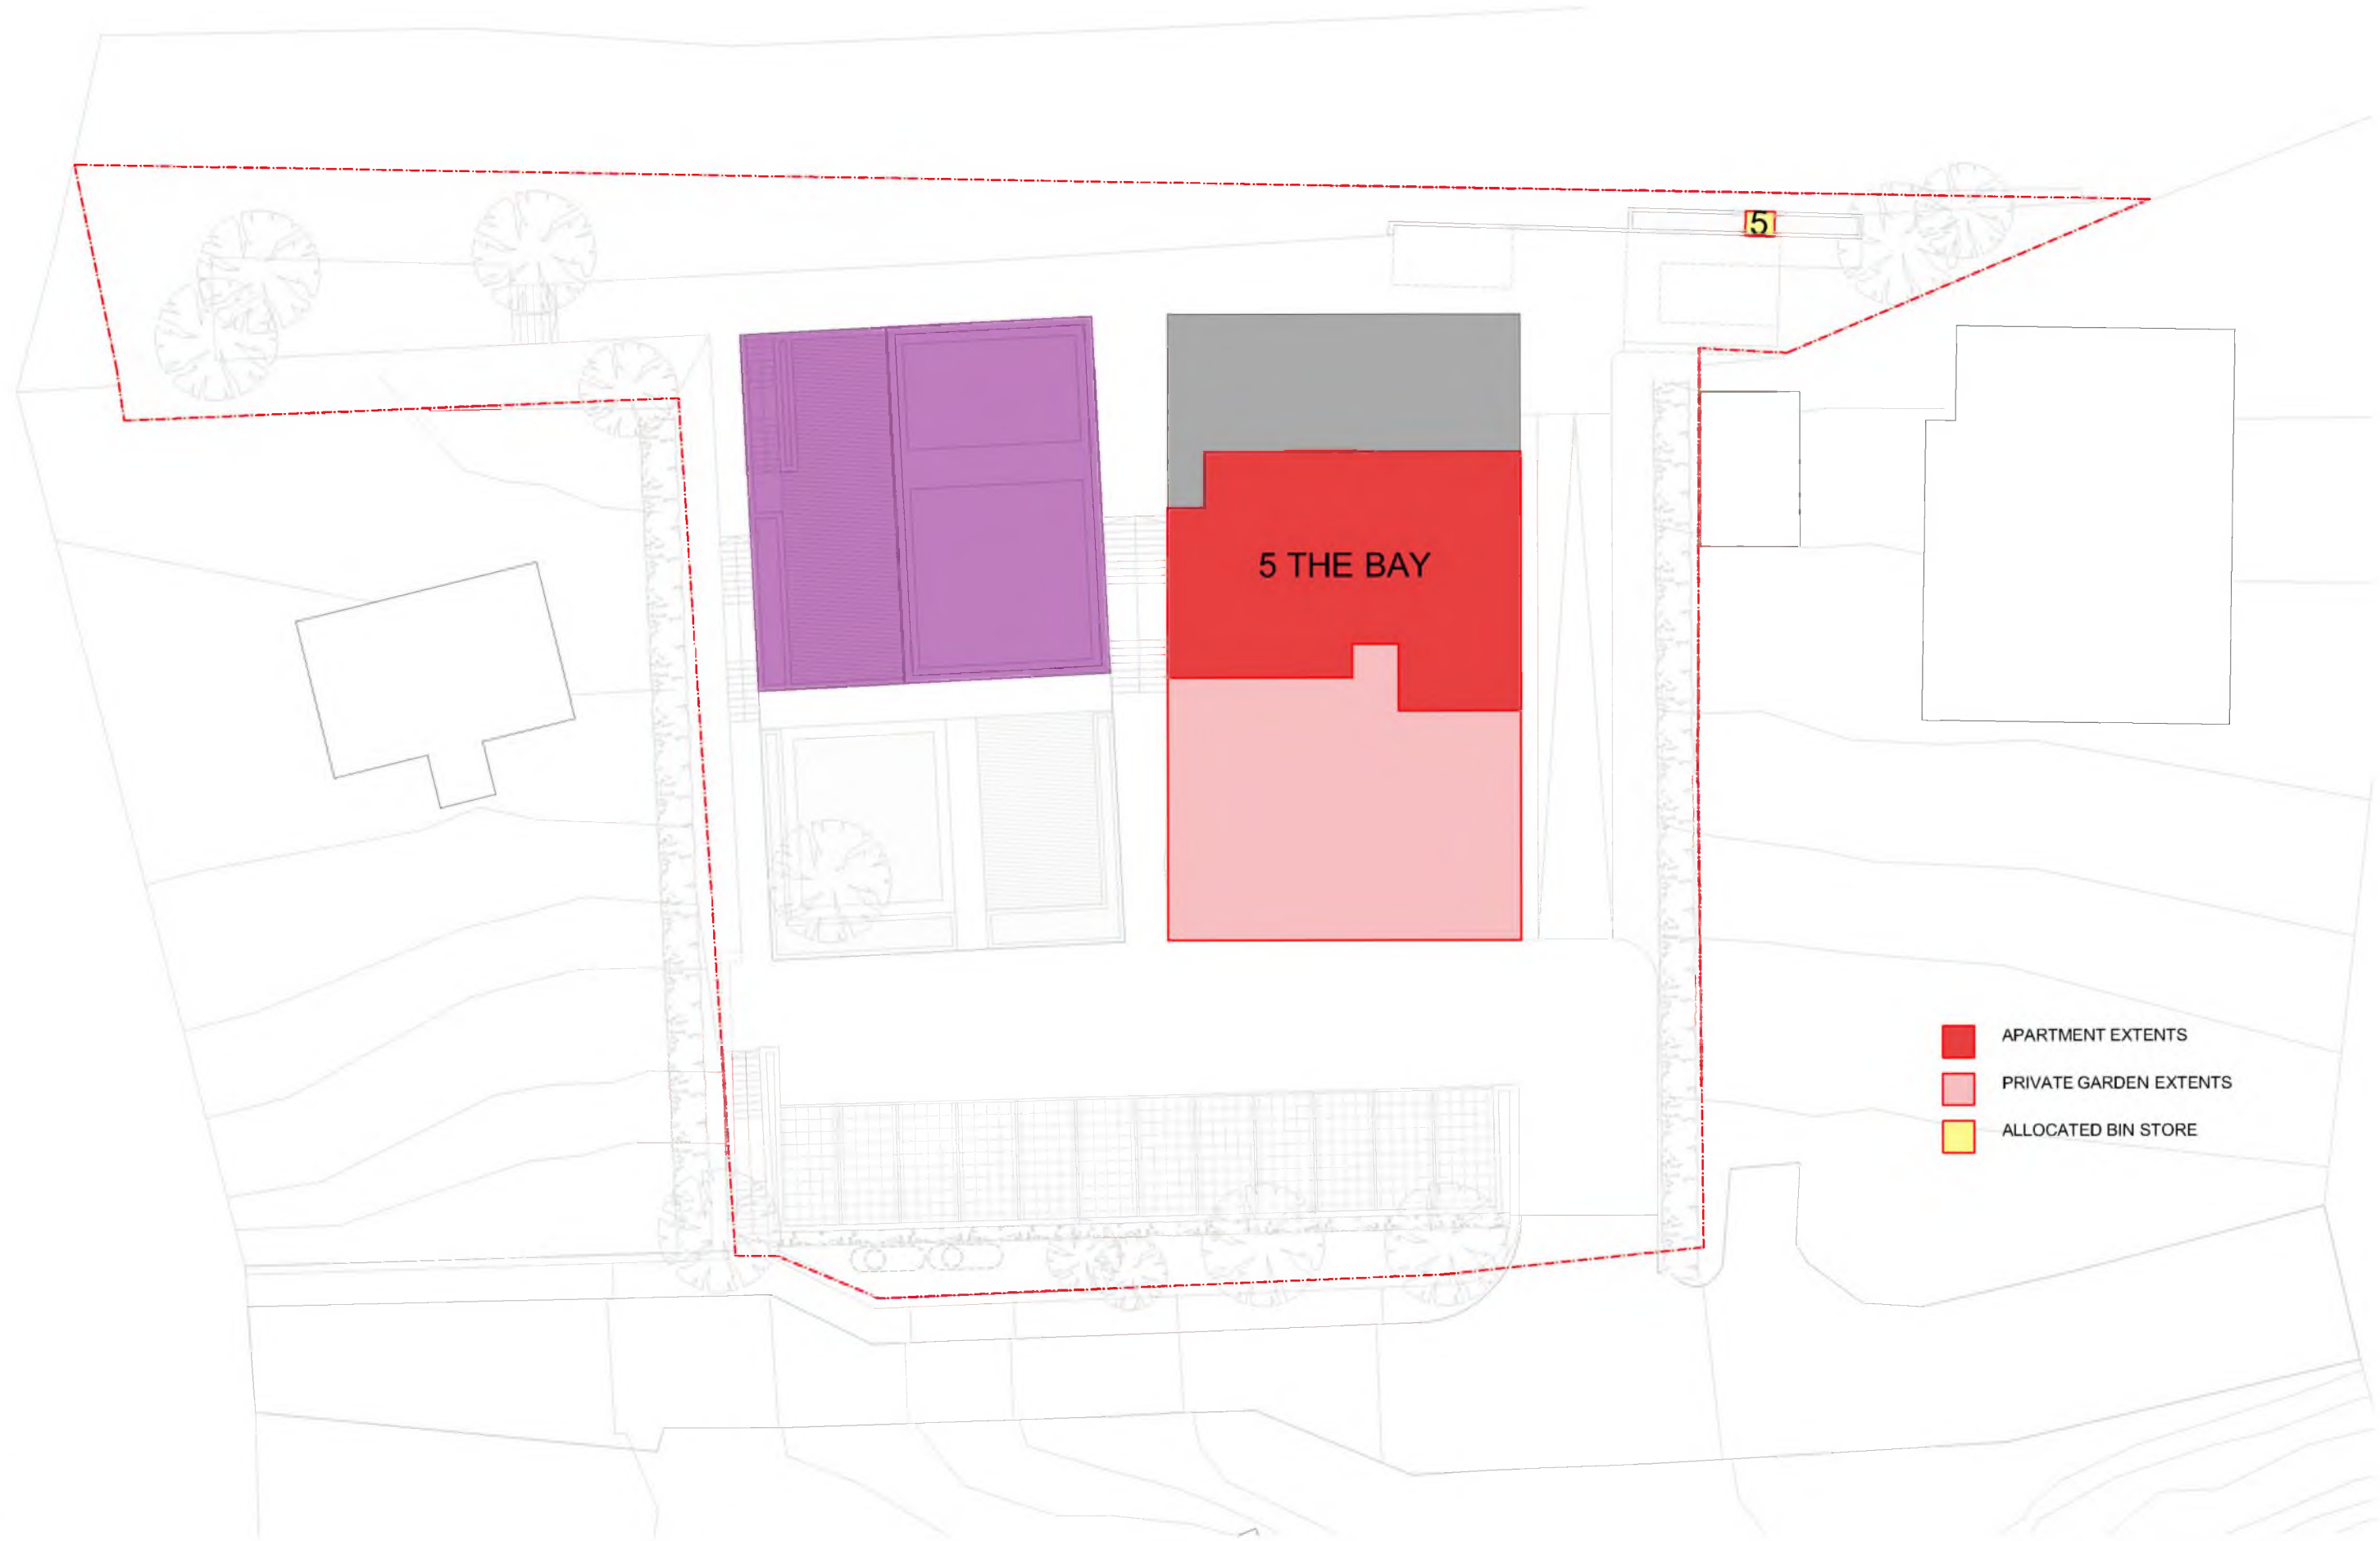 5
5 THE BAY
APARTMENT EXTENTS
PRIVATE GARDEN EXTENTS
ALLOCATED BIN STORE